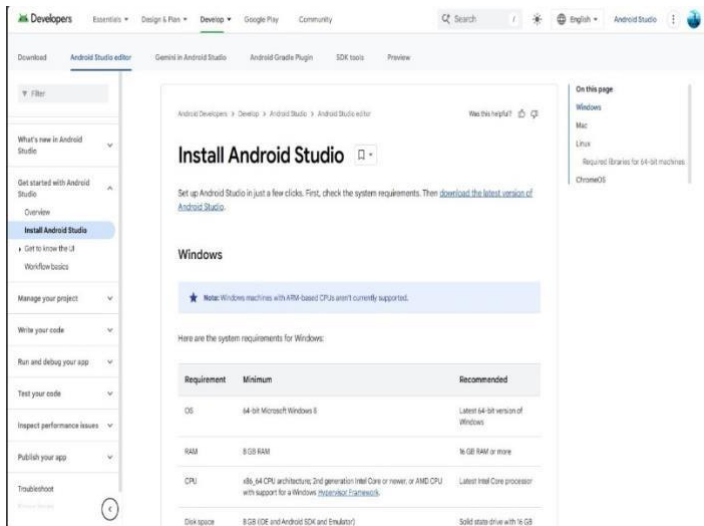 Developers Essentials Design & Plan Develop Google Play Community Search / English Android Studio
Download Android Studio editor Gemini in Android Studio Android Gradle Plugin SDK tools Preview
Filter
What's new in Android
Studio
Get started with Android
Studio
Overview
Install Android Studio
Get to know the UI
Workflow basics
Manage your project
Write your code
Run and debug your app
Test your code
Inspect performance issues
Publish your app
Troubleshoot
Android Developers > Develop > Android Studio > Android Studio editor
Was this helpful?
Install Android Studio
Set up Android Studio in just a few clicks. First, check the system requirements. Then download the latest version of
Android Studio.
Windows
Note: Windows machines with ARM-based CPUs aren't currently supported.
Here are the system requirements for Windows:
Requirement Minimum Recommended
OS 64-bit Microsoft Windows 8 Latest 64-bit version of
Windows
RAM 8 GB RAM 16 GB RAM or more
CPU x86_64 CPU architecture; 2nd generation Intel Core or newer, or AMD CPU Latest Intel Core processor
with support for a Windows Hypervisor Framework.
Disk space 8 GB (IDE and Android SDK and Emulator) Solid state drive with 16 GB
On this page
Windows
Mac
Linux
Required libraries for 64-bit machines
ChromeOS